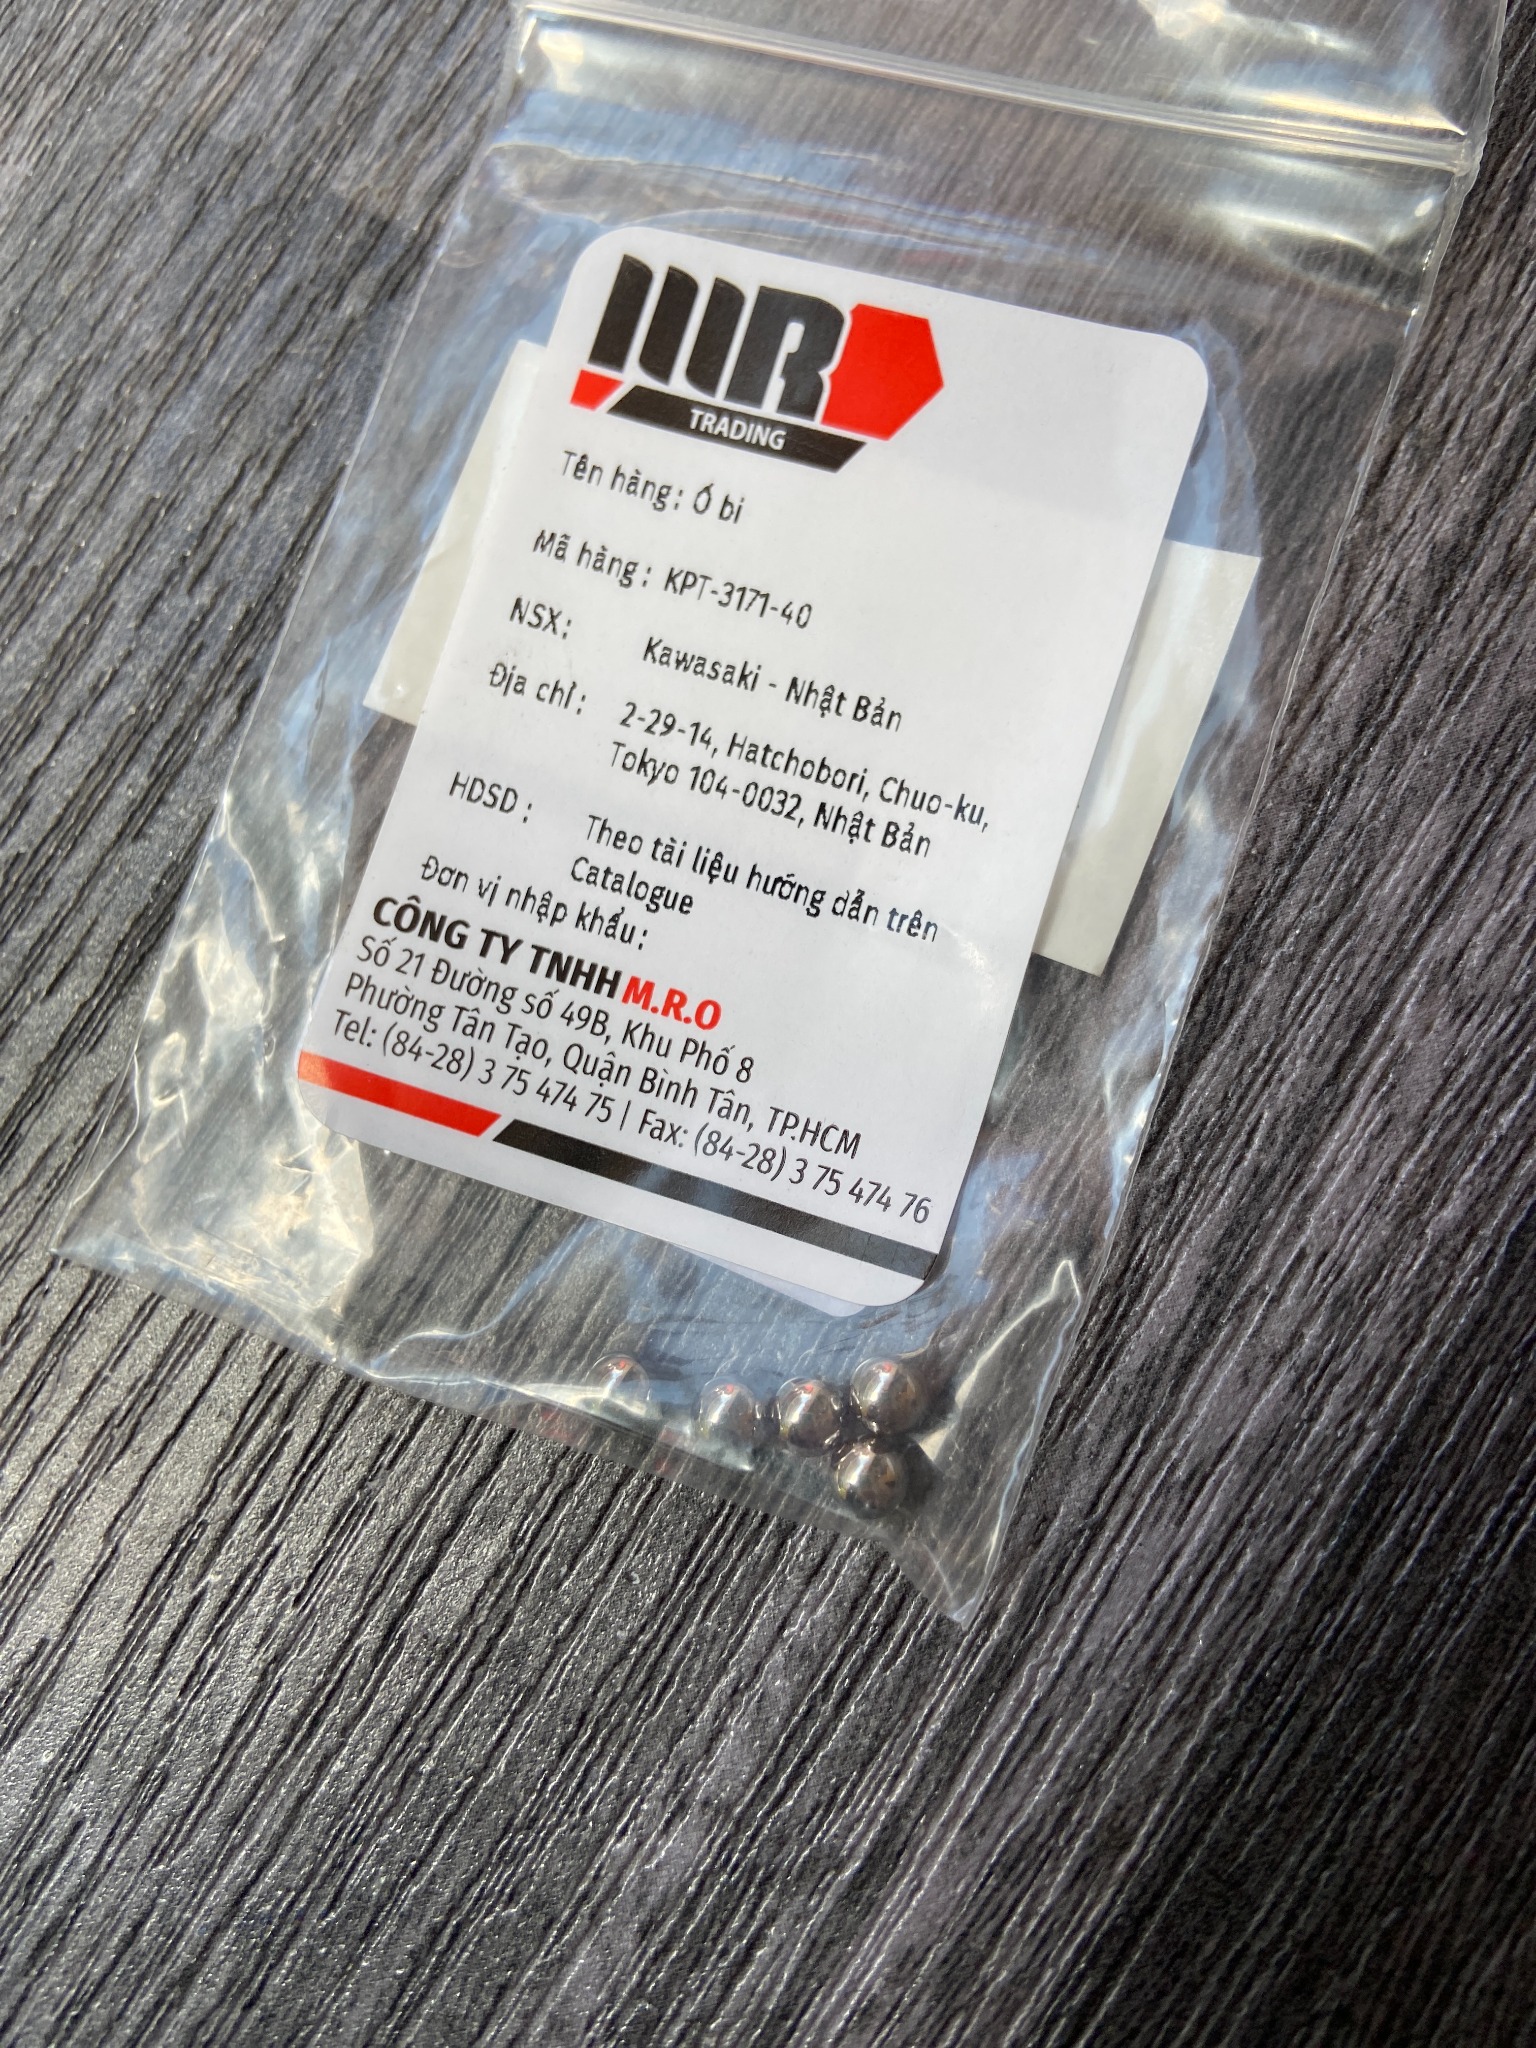 MR
TRADING
Tên hàng: Ổ bi
Mã hàng: KPT-3171-40
NSX: Kawasaki - Nhật Bản
Địa chỉ: 2-29-14, Hatchobori, Chuo-ku,
Tokyo 104-0032, Nhật Bản
HDSD: Theo tài liệu hướng dẫn trên
Catalogue
Đơn vị nhập khẩu:
CÔNG TY TNHH M.R.O
Số 21 Đường số 49B, Khu Phố 8
Phường Tân Tạo, Quận Bình Tân, TP.HCM
Tel: (84-28) 3 75 474 75 | Fax: (84-28) 3 75 474 76